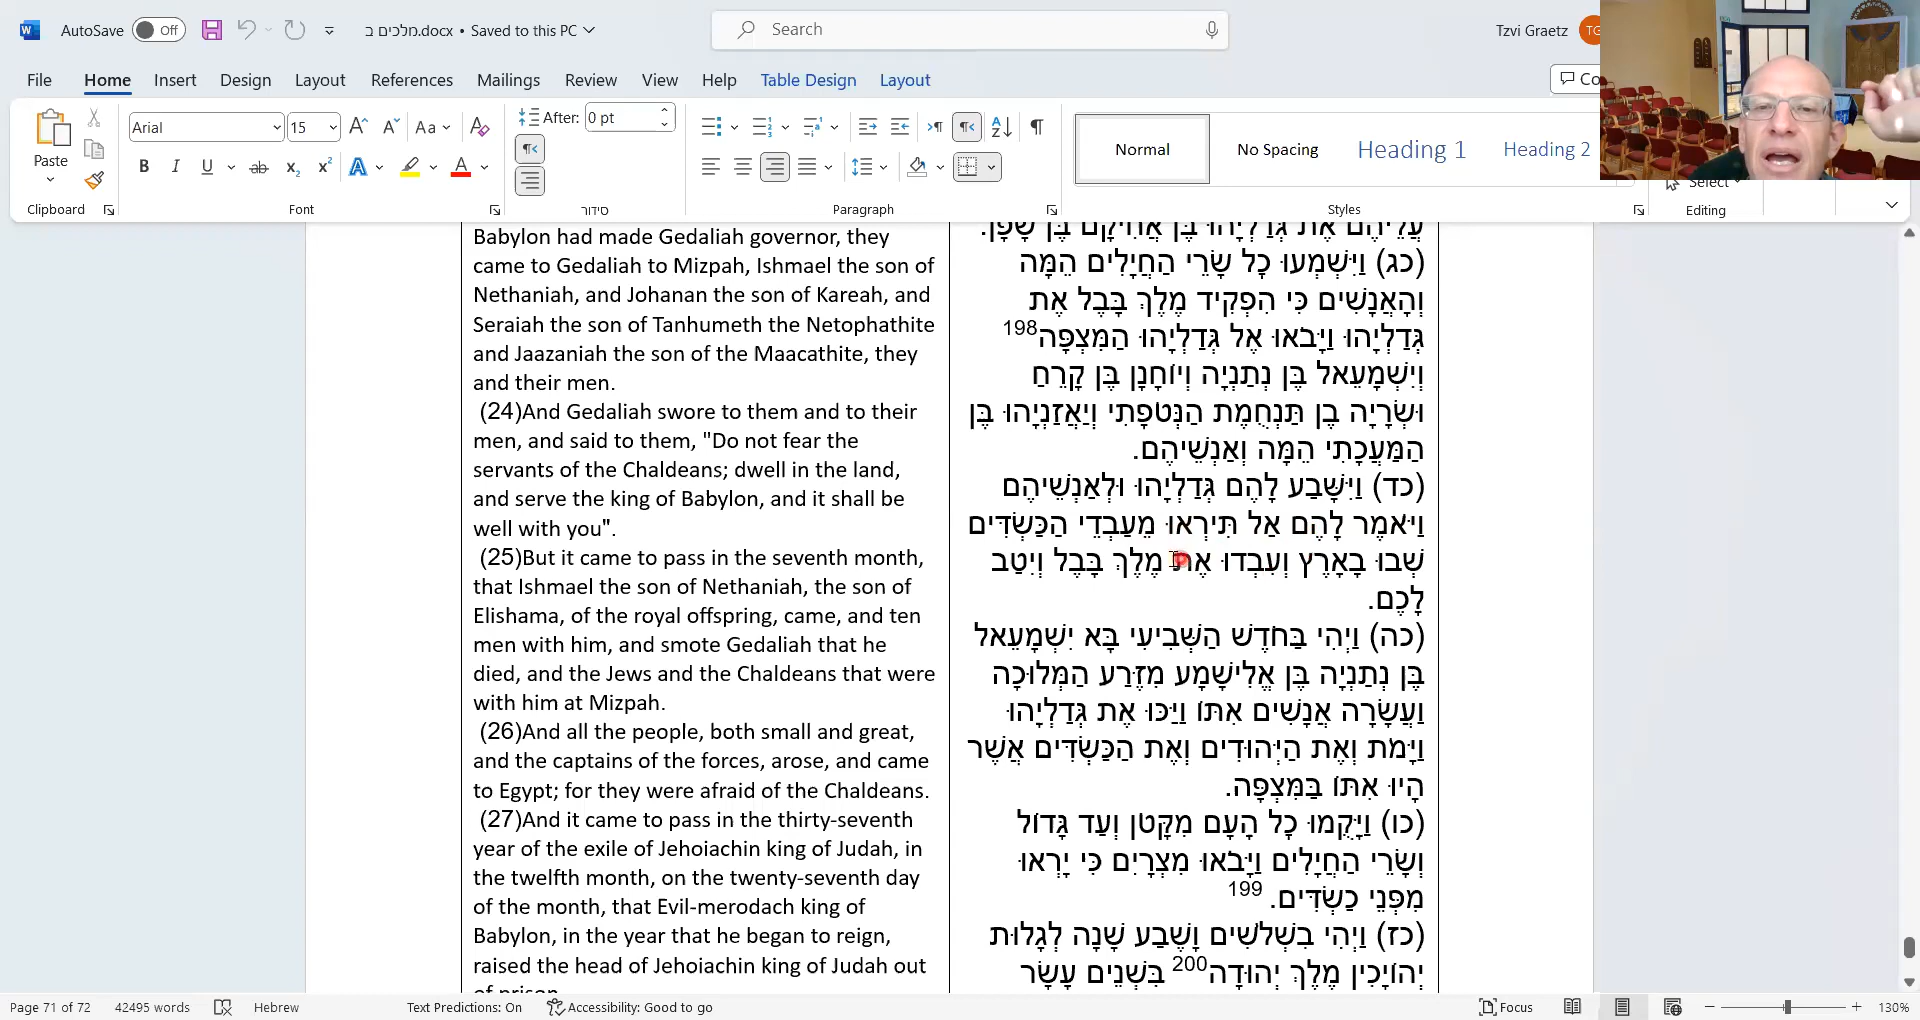 AutoSave Off מלכים ב.docx • Saved to this PC Search Tzvi Graetz TG
File Home Insert Design Layout References Mailings Review View Help Table Design Layout Co
Paste
Clipboard
Arial 15 Aa
B I U ab x₂ x² A A
Font
After: 0 pt
סידור
Paragraph
Normal No Spacing Heading 1 Heading 2
Styles
Select
Editing
Babylon had made Gedaliah governor, they
came to Gedaliah to Mizpah, Ishmael the son of
Nethaniah, and Johanan the son of Kareah, and
Seraiah the son of Tanhumeth the Netophathite
and Jaazaniah the son of the Maacathite, they
and their men.
(24)And Gedaliah swore to them and to their
men, and said to them, "Do not fear the
servants of the Chaldeans; dwell in the land,
and serve the king of Babylon, and it shall be
well with you".
(25)But it came to pass in the seventh month,
that Ishmael the son of Nethaniah, the son of
Elishama, of the royal offspring, came, and ten
men with him, and smote Gedaliah that he
died, and the Jews and the Chaldeans that were
with him at Mizpah.
(26)And all the people, both small and great,
and the captains of the forces, arose, and came
to Egypt; for they were afraid of the Chaldeans.
(27)And it came to pass in the thirty-seventh
year of the exile of Jehoiachin king of Judah, in
the twelfth month, on the twenty-seventh day
of the month, that Evil-merodach king of
Babylon, in the year that he began to reign,
raised the head of Jehoiachin king of Judah out
of prison
עֲלֵיהֶם אֶת גְּדַלְיָהוּ בֶּן אֲחִיקָם בֶּן שָׁפָן.
(כג) וַיִּשְׁמְעוּ כָל שָׂרֵי הַחֲיָלִים הֵמָּה
וְהָאֲנָשִׁים כִּי הִפְקִיד מֶלֶךְ בָּבֶל אֶת
גְּדַלְיָהוּ וַיָּבֹאוּ אֶל גְּדַלְיָהוּ הַמִּצְפָּה198
וְיִשְׁמָעֵאל בֶּן נְתַנְיָה וְיוֹחָנָן בֶּן קָרֵחַ
וּשְׂרָיָה בֶן תַּנְחֻמֶת הַנְּטֹפָתִי וְיַאֲזַנְיָהוּ בֶּן
הַמַּעֲכָתִי הֵמָּה וְאַנְשֵׁיהֶם.
(כד) וַיִּשָּׁבַע לָהֶם גְּדַלְיָהוּ וּלְאַנְשֵׁיהֶם
וַיֹּאמֶר לָהֶם אַל תִּירְאוּ מֵעַבְדֵי הַכַּשְׂדִּים
שְׁבוּ בָאָרֶץ וְעִבְדוּ אֶת מֶלֶךְ בָּבֶל וְיִטַב
לָכֶם.
(כה) וַיְהִי בַּחֹדֶשׁ הַשְּׁבִיעִי בָּא יִשְׁמָעֵאל
בֶּן נְתַנְיָה בֶּן אֱלִישָׁמָע מִזֶּרַע הַמְּלוּכָה
וַעֲשָׂרָה אֲנָשִׁים אִתּוֹ וַיַּכּוּ אֶת גְּדַלְיָהוּ
וַיָּמֹת וְאֶת הַיְּהוּדִים וְאֶת הַכַּשְׂדִּים אֲשֶׁר
הָיוּ אִתּוֹ בַּמִּצְפָּה.
(כו) וַיָּקֻמוּ כָל הָעָם מִקָּטֹן וְעַד גָּדוֹל
וְשָׂרֵי הַחֲיָלִים וַיָּבֹאוּ מִצְרָיִם כִּי יָרְאוּ
מִפְּנֵי כַשְׂדִּים. 199
(כז) וַיְהִי בִשְׁלֹשִׁים וָשֶׁבַע שָׁנָה לְגָלוּת
יְהוֹיָכִין מֶלֶךְ יְהוּדָה200 בִּשְׁנֵים עָשָׂר
Page 71 of 72 42495 words Hebrew Text Predictions: On Accessibility: Good to go Focus 130%